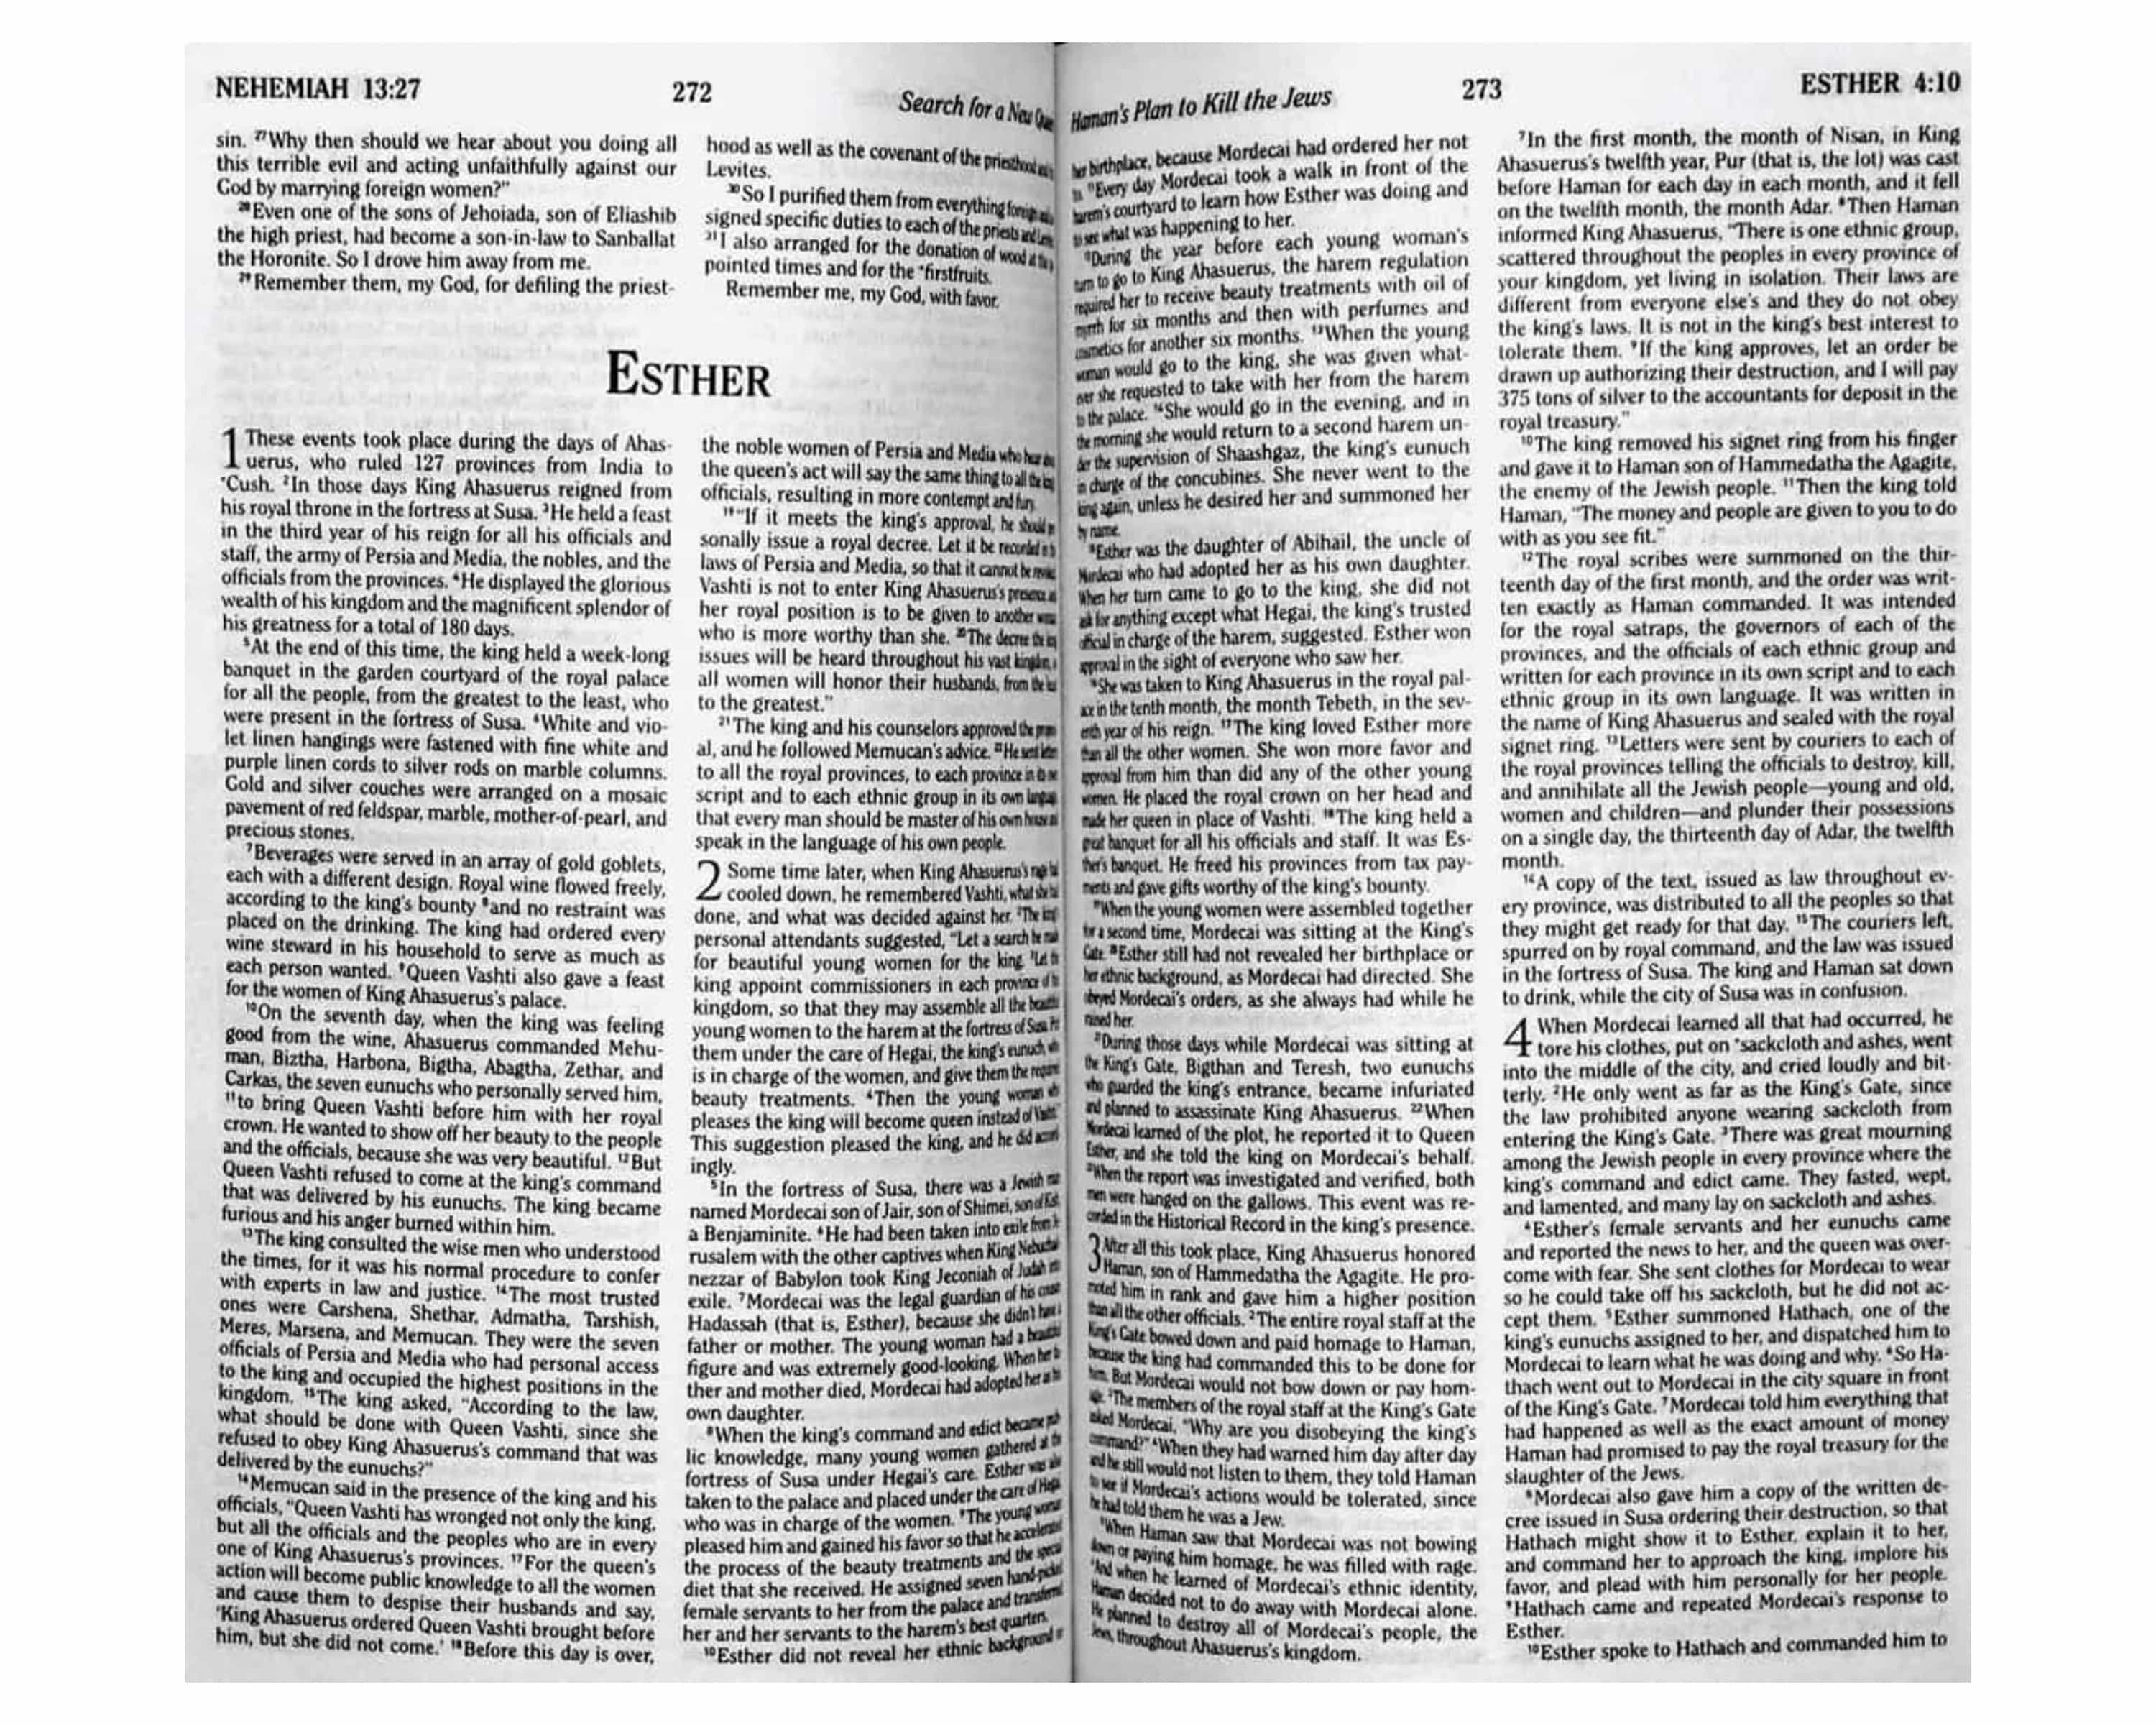 NEHEMIAH 13:27
272
Search for a New
sin. 27Why then should we hear about you doing all
this terrible evil and acting unfaithfully against our
God by marrying foreign women?"
28Even one of the sons of Jehoiada, son of Eliashib
the high priest, had become a son-in-law to Sanballat
the Horonite. So I drove him away from me.
29Remember them, my God, for defiling the priest-
hood as well as the covenant of the priesthood
Levites.
30So I purified them from everything
signed specific duties to each of the priests
31I also arranged for the donation of wood at
pointed times and for the *firstfruits.
Remember me, my God, with favor.
ESTHER
1 These events took place during the days of Ahas-
uerus, who ruled 127 provinces from India to
*Cush. 2In those days King Ahasuerus reigned from
his royal throne in the fortress at Susa. 3He held a feast
in the third year of his reign for all his officials and
staff, the army of Persia and Media, the nobles, and the
officials from the provinces. 4He displayed the glorious
wealth of his kingdom and the magnificent splendor of
his greatness for a total of 180 days.
5At the end of this time, the king held a week-long
banquet in the garden courtyard of the royal palace
for all the people, from the greatest to the least, who
were present in the fortress of Susa. 6White and vio-
let linen hangings were fastened with fine white and
purple linen cords to silver rods on marble columns.
Gold and silver couches were arranged on a mosaic
pavement of red feldspar, marble, mother-of-pearl, and
precious stones.
7Beverages were served in an array of gold goblets,
each with a different design. Royal wine flowed freely,
according to the king's bounty 8and no restraint was
placed on the drinking. The king had ordered every
wine steward in his household to serve as much as
each person wanted. 9Queen Vashti also gave a feast
for the women of King Ahasuerus's palace.
10On the seventh day, when the king was feeling
good from the wine, Ahasuerus commanded Mehu-
man, Biztha, Harbona, Bigtha, Abagtha, Zethar, and
Carkas, the seven eunuchs who personally served him,
11to bring Queen Vashti before him with her royal
crown. He wanted to show off her beauty to the people
and the officials, because she was very beautiful. 12But
Queen Vashti refused to come at the king's command
that was delivered by his eunuchs. The king became
furious and his anger burned within him.
13The king consulted the wise men who understood
the times, for it was his normal procedure to confer
with experts in law and justice. 14The most trusted
ones were Carshena, Shethar, Admatha, Tarshish,
Meres, Marsena, and Memucan. They were the seven
officials of Persia and Media who had personal access
to the king and occupied the highest positions in the
kingdom. 15The king asked, "According to the law,
what should be done with Queen Vashti, since she
refused to obey King Ahasuerus's command that was
delivered by the eunuchs?"
16Memucan said in the presence of the king and his
officials, "Queen Vashti has wronged not only the king,
but all the officials and the peoples who are in every
one of King Ahasuerus's provinces. 17For the queen's
action will become public knowledge to all the women
and cause them to despise their husbands and say,
'King Ahasuerus ordered Queen Vashti brought before
him, but she did not come.' 18Before this day is over,
the noble women of Persia and Media who hear
the queen's act will say the same thing to all the
officials, resulting in more contempt and fury.
19"If it meets the king's approval, he should
sonally issue a royal decree. Let it be recorded in
laws of Persia and Media, so that it cannot be
Vashti is not to enter King Ahasuerus's presence
her royal position is to be given to another
who is more worthy than she. 20The decree the
issues will be heard throughout his vast kingdom,
all women will honor their husbands, from the
to the greatest."
21The king and his counselors approved the
al, and he followed Memucan's advice. 22He sent
to all the royal provinces, to each province in
script and to each ethnic group in its own
that every man should be master of his own house
speak in the language of his own people.
2 Some time later, when King Ahasuerus's rage
cooled down, he remembered Vashti, what she
done, and what was decided against her. 2The
personal attendants suggested, "Let a search be
for beautiful young women for the king. 3Let
king appoint commissioners in each province of
kingdom, so that they may assemble all the beautiful
young women to the harem at the fortress of Susa.
them under the care of Hegai, the king's eunuch,
is in charge of the women, and give them the
beauty treatments. 4Then the young woman who
pleases the king will become queen instead of Vashti."
This suggestion pleased the king, and he did accord-
ingly.
5In the fortress of Susa, there was a Jewish
named Mordecai son of Jair, son of Shimei, son of Kish,
a Benjaminite. 6He had been taken into exile from Je-
rusalem with the other captives when King Nebuchad-
nezzar of Babylon took King Jeconiah of Judah into
exile. 7Mordecai was the legal guardian of his
Hadassah (that is, Esther), because she didn't have a
father or mother. The young woman had a beautiful
figure and was extremely good-looking. When her
ther and mother died, Mordecai had adopted her as his
own daughter.
8When the king's command and edict became pub-
lic knowledge, many young women gathered at the
fortress of Susa under Hegai's care. Esther was also
taken to the palace and placed under the care of Hegai,
who was in charge of the women. 9The young woman
pleased him and gained his favor so that he accelerated
the process of the beauty treatments and the special
diet that she received. He assigned seven hand-picked
female servants to her from the palace and transferred
her and her servants to the harem's best quarters.
10Esther did not reveal her ethnic background
Haman's Plan to Kill the Jews
273
ESTHER 4:10
her birthplace, because Mordecai had ordered her not
to. 11Every day Mordecai took a walk in front of the
harem's courtyard to learn how Esther was doing and
to see what was happening to her.
12During the year before each young woman's
turn to go to King Ahasuerus, the harem regulation
required her to receive beauty treatments with oil of
myrrh for six months and then with perfumes and
cosmetics for another six months. 13When the young
woman would go to the king, she was given what-
ever she requested to take with her from the harem
to the palace. 14She would go in the evening, and in
the morning she would return to a second harem un-
der the supervision of Shaashgaz, the king's eunuch
in charge of the concubines. She never went to the
king again, unless he desired her and summoned her
by name.
15Esther was the daughter of Abihail, the uncle of
Mordecai who had adopted her as his own daughter.
When her turn came to go to the king, she did not
ask for anything except what Hegai, the king's trusted
official in charge of the harem, suggested. Esther won
approval in the sight of everyone who saw her.
16She was taken to King Ahasuerus in the royal pal-
ace in the tenth month, the month Tebeth, in the sev-
enth year of his reign. 17The king loved Esther more
than all the other women. She won more favor and
approval from him than did any of the other young
women. He placed the royal crown on her head and
made her queen in place of Vashti. 18The king held a
great banquet for all his officials and staff. It was Es-
ther's banquet. He freed his provinces from tax pay-
ments and gave gifts worthy of the king's bounty.
19When the young women were assembled together
for a second time, Mordecai was sitting at the King's
Gate. 20Esther still had not revealed her birthplace or
her ethnic background, as Mordecai had directed. She
obeyed Mordecai's orders, as she always had while he
raised her.
21During those days while Mordecai was sitting at
the King's Gate, Bigthan and Teresh, two eunuchs
who guarded the king's entrance, became infuriated
and planned to assassinate King Ahasuerus. 22When
Mordecai learned of the plot, he reported it to Queen
Esther, and she told the king on Mordecai's behalf.
23When the report was investigated and verified, both
men were hanged on the gallows. This event was re-
corded in the Historical Record in the king's presence.
3 After all this took place, King Ahasuerus honored
Haman, son of Hammedatha the Agagite. He pro-
moted him in rank and gave him a higher position
than all the other officials. 2The entire royal staff at the
King's Gate bowed down and paid homage to Haman,
because the king had commanded this to be done for
him. But Mordecai would not bow down or pay hom-
age. 3The members of the royal staff at the King's Gate
asked Mordecai, "Why are you disobeying the king's
command?" 4When they had warned him day after day
and he still would not listen to them, they told Haman
to see if Mordecai's actions would be tolerated, since
he had told them he was a Jew.
5When Haman saw that Mordecai was not bowing
down or paying him homage, he was filled with rage.
6And when he learned of Mordecai's ethnic identity,
Haman decided not to do away with Mordecai alone.
He planned to destroy all of Mordecai's people, the
Jews, throughout Ahasuerus's kingdom.
7In the first month, the month of Nisan, in King
Ahasuerus's twelfth year, Pur (that is, the lot) was cast
before Haman for each day in each month, and it fell
on the twelfth month, the month Adar. 8Then Haman
informed King Ahasuerus, "There is one ethnic group,
scattered throughout the peoples in every province of
your kingdom, yet living in isolation. Their laws are
different from everyone else's and they do not obey
the king's laws. It is not in the king's best interest to
tolerate them. 9If the king approves, let an order be
drawn up authorizing their destruction, and I will pay
375 tons of silver to the accountants for deposit in the
royal treasury."
10The king removed his signet ring from his finger
and gave it to Haman son of Hammedatha the Agagite,
the enemy of the Jewish people. 11Then the king told
Haman, "The money and people are given to you to do
with as you see fit."
12The royal scribes were summoned on the thir-
teenth day of the first month, and the order was writ-
ten exactly as Haman commanded. It was intended
for the royal satraps, the governors of each of the
provinces, and the officials of each ethnic group and
written for each province in its own script and to each
ethnic group in its own language. It was written in
the name of King Ahasuerus and sealed with the royal
signet ring. 13Letters were sent by couriers to each of
the royal provinces telling the officials to destroy, kill,
and annihilate all the Jewish people—young and old,
women and children—and plunder their possessions
on a single day, the thirteenth day of Adar, the twelfth
month.
14A copy of the text, issued as law throughout ev-
ery province, was distributed to all the peoples so that
they might get ready for that day. 15The couriers left,
spurred on by royal command, and the law was issued
in the fortress of Susa. The king and Haman sat down
to drink, while the city of Susa was in confusion.
4 When Mordecai learned all that had occurred, he
tore his clothes, put on *sackcloth and ashes, went
into the middle of the city, and cried loudly and bit-
terly. 2He only went as far as the King's Gate, since
the law prohibited anyone wearing sackcloth from
entering the King's Gate. 3There was great mourning
among the Jewish people in every province where the
king's command and edict came. They fasted, wept,
and lamented, and many lay on sackcloth and ashes.
4Esther's female servants and her eunuchs came
and reported the news to her, and the queen was over-
come with fear. She sent clothes for Mordecai to wear
so he could take off his sackcloth, but he did not ac-
cept them. 5Esther summoned Hathach, one of the
king's eunuchs assigned to her, and dispatched him to
Mordecai to learn what he was doing and why. 6So Ha-
thach went out to Mordecai in the city square in front
of the King's Gate. 7Mordecai told him everything that
had happened as well as the exact amount of money
Haman had promised to pay the royal treasury for the
slaughter of the Jews.
8Mordecai also gave him a copy of the written de-
cree issued in Susa ordering their destruction, so that
Hathach might show it to Esther, explain it to her,
and command her to approach the king, implore his
favor, and plead with him personally for her people.
9Hathach came and repeated Mordecai's response to
Esther.
10Esther spoke to Hathach and commanded him to